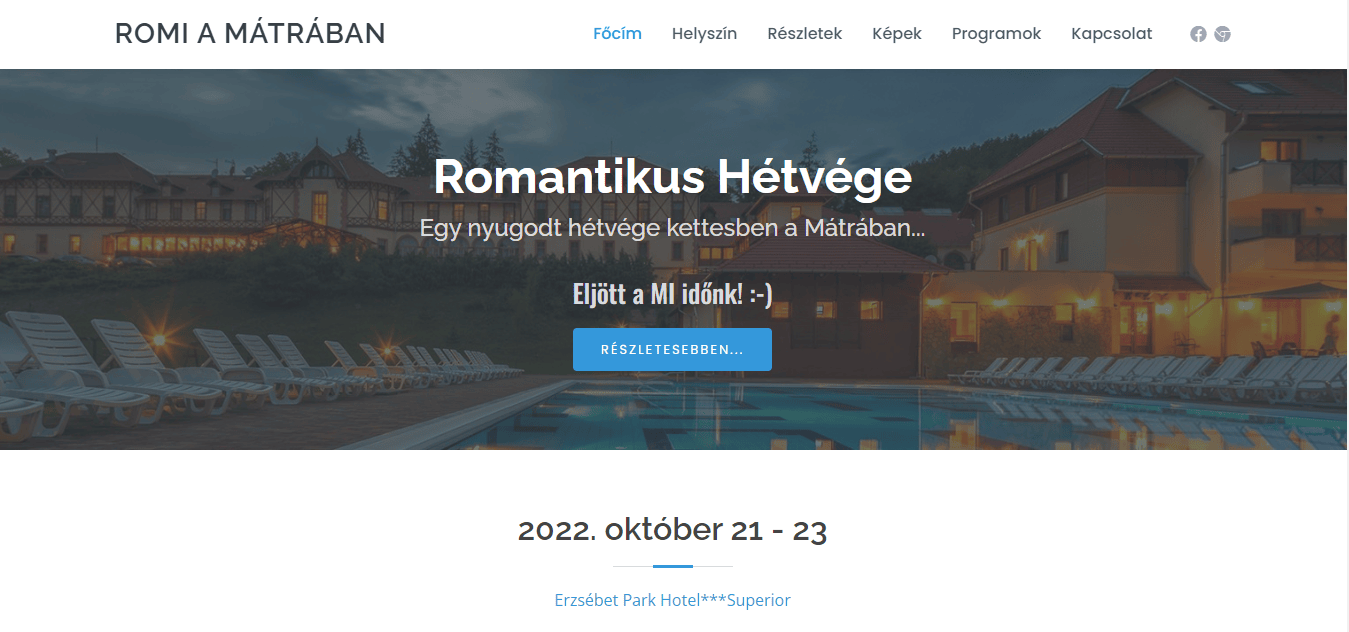 ROMI A MÁTRÁBAN
Főcím Helyszín Részletek Képek Programok Kapcsolat
Romantikus Hétvége
Egy nyugodt hétvége kettesben a Mátrában...
Eljött a MI időnk! :-)
RÉSZLETESEBBEN...
2022. október 21 - 23
Erzsébet Park Hotel***Superior